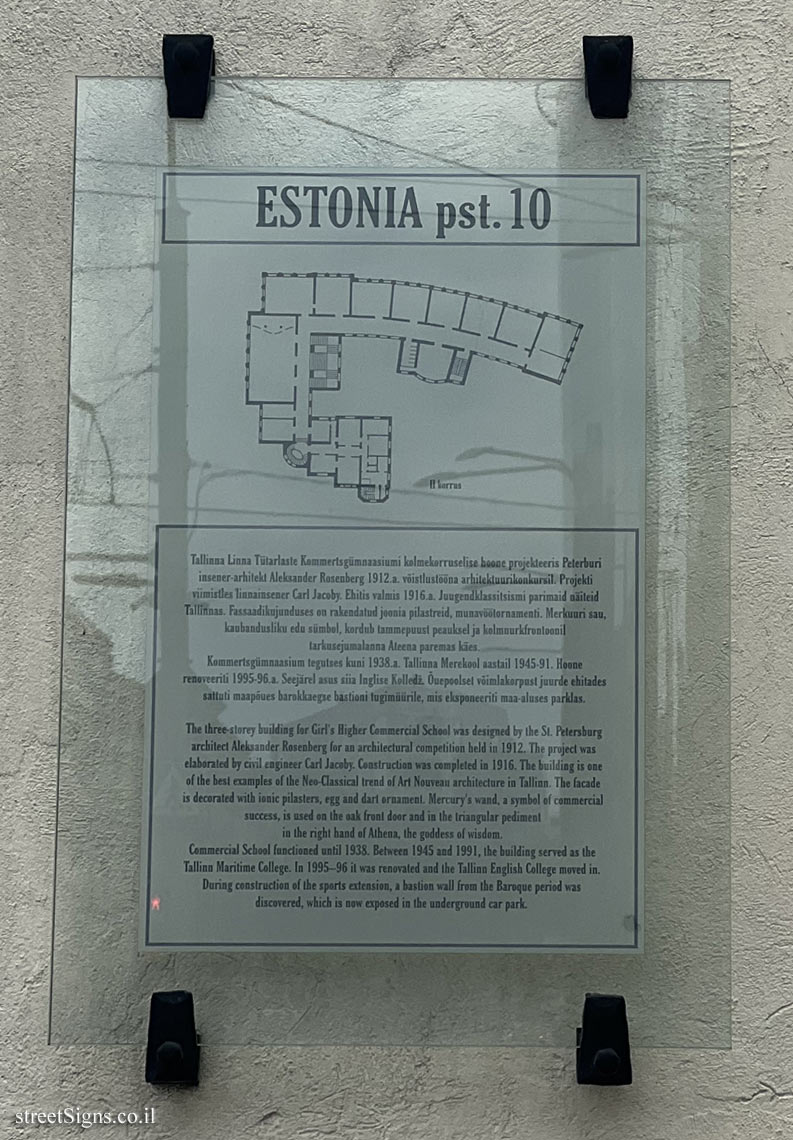 ESTONIA pst. 10
II korrus
Tallinna Linna Tütarlaste Kommertsgümnaasiumi kolmekorruselise hoone projekteeris Peterburi
insener-arhitekt Aleksander Rosenberg 1912.a. võistlustööna arhitektuurikonkursil. Projekti
viimistles linnainsener Carl Jacoby. Ehitis valmis 1916.a. Juugendklassitsismi parimaid näiteid
Tallinnas. Fassaadikujunduses on rakendatud joonia pilastreid, munavöötornamenti. Merkuuri sau,
kaubandusliku edu sümbol, kordub tammepuust peauksel ja kolmnurkfrontoonil
tarkusejumalanna Ateena paremas käes.
Kommertsgümnaasium tegutses kuni 1938.a. Tallinna Merekool aastail 1945-91. Hoone
renoveeriti 1995-96.a. Seejärel asus siia Inglise Kolledž. Õuepoolset võimlakorpust juurde ehitades
sattuti maapõues barokkaegse bastioni tugimüürile, mis eksponeeriti maa-aluses parklas.
The three-storey building for Girl's Higher Commercial School was designed by the St. Petersburg
architect Aleksander Rosenberg for an architectural competition held in 1912. The project was
elaborated by civil engineer Carl Jacoby. Construction was completed in 1916. The building is one
of the best examples of the Neo-Classical trend of Art Nouveau architecture in Tallinn. The facade
is decorated with ionic pilasters, egg and dart ornament. Mercury's wand, a symbol of commercial
success, is used on the oak front door and in the triangular pediment
in the right hand of Athena, the goddess of wisdom.
Commercial School functioned until 1938. Between 1945 and 1991, the building served as the
Tallinn Maritime College. In 1995–96 it was renovated and the Tallinn English College moved in.
During construction of the sports extension, a bastion wall from the Baroque period was
discovered, which is now exposed in the underground car park.
streetSigns.co.il